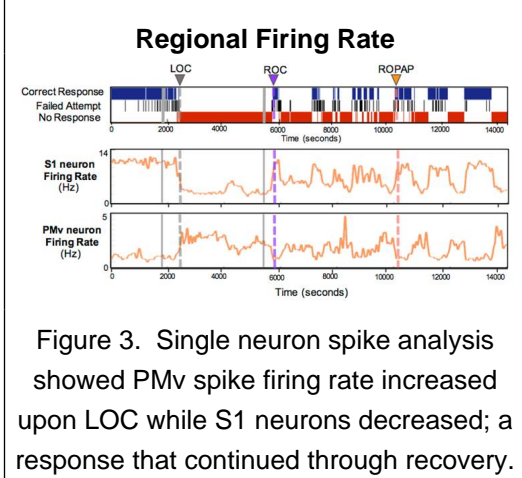 Regional Firing Rate
LOC ROC ROPAP
Correct Response
Failed Attempt
No Response
0 2000 4000 6000 8000 10000 12000 14000
Time (seconds)
S1 neuron
Firing Rate
(Hz)
14
0
PMv neuron
Firing Rate
(Hz)
5
0
0 2000 4000 6000 8000 10000 12000 14000
Time (seconds)
Figure 3. Single neuron spike analysis
showed PMv spike firing rate increased
upon LOC while S1 neurons decreased; a
response that continued through recovery.